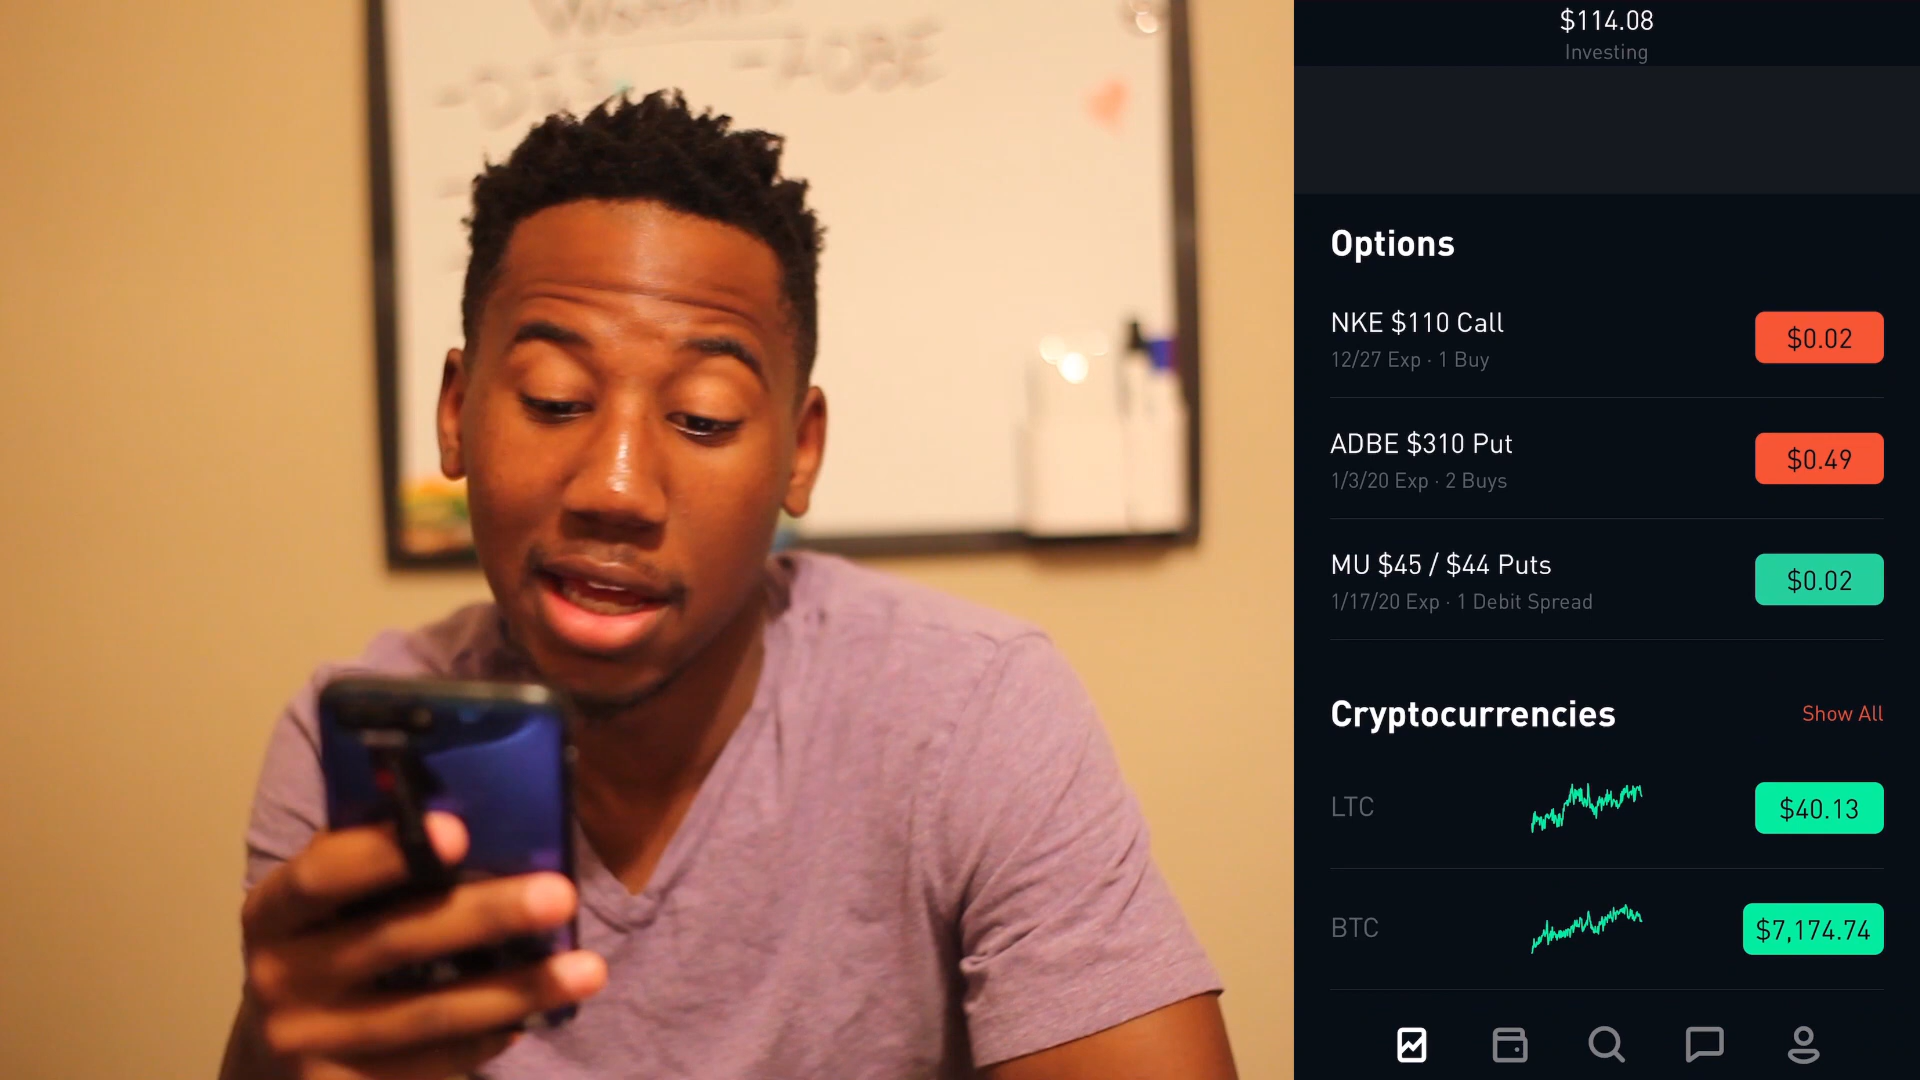 - ADBE
$114.08
Investing
Options
NKE $110 Call
12/27 Exp · 1 Buy
$0.02
ADBE $310 Put
1/3/20 Exp · 2 Buys
$0.49
MU $45 / $44 Puts
1/17/20 Exp · 1 Debit Spread
$0.02
Cryptocurrencies
Show All
LTC
$40.13
BTC
$7,174.74